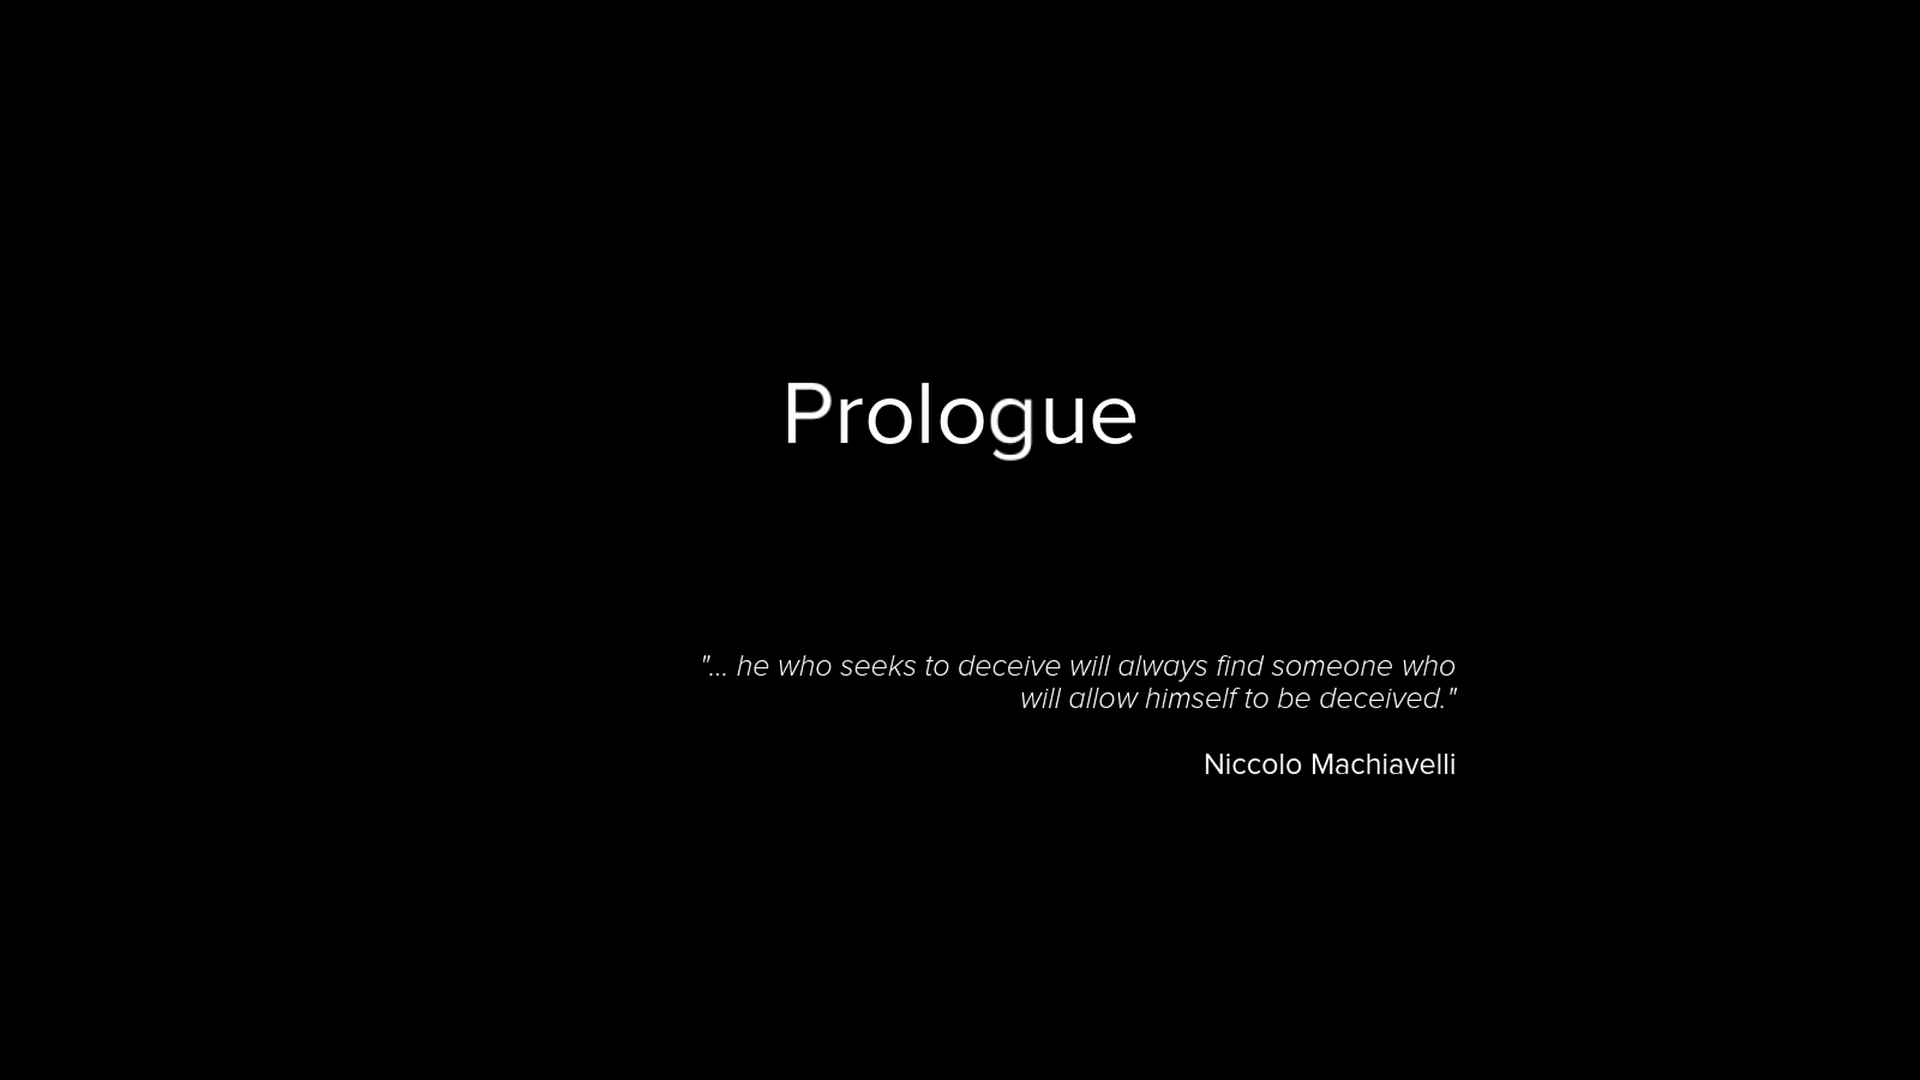 Prologue
"... he who seeks to deceive will always find someone who
will allow himself to be deceived."
Niccolo Machiavelli